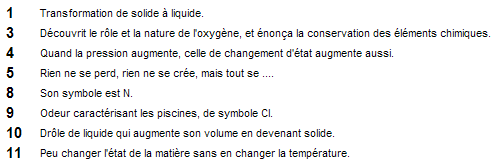 1 Transformation de solide à liquide.
3 Découvrit le rôle et la nature de l'oxygène, et énonça la conservation des éléments chimiques.
4 Quand la pression augmente, celle de changement d'état augmente aussi.
5 Rien ne se perd, rien ne se crée, mais tout se ....
8 Son symbole est N.
9 Odeur caractérisant les piscines, de symbole Cl.
10 Drôle de liquide qui augmente son volume en devenant solide.
11 Peu changer l'état de la matière sans en changer la température.